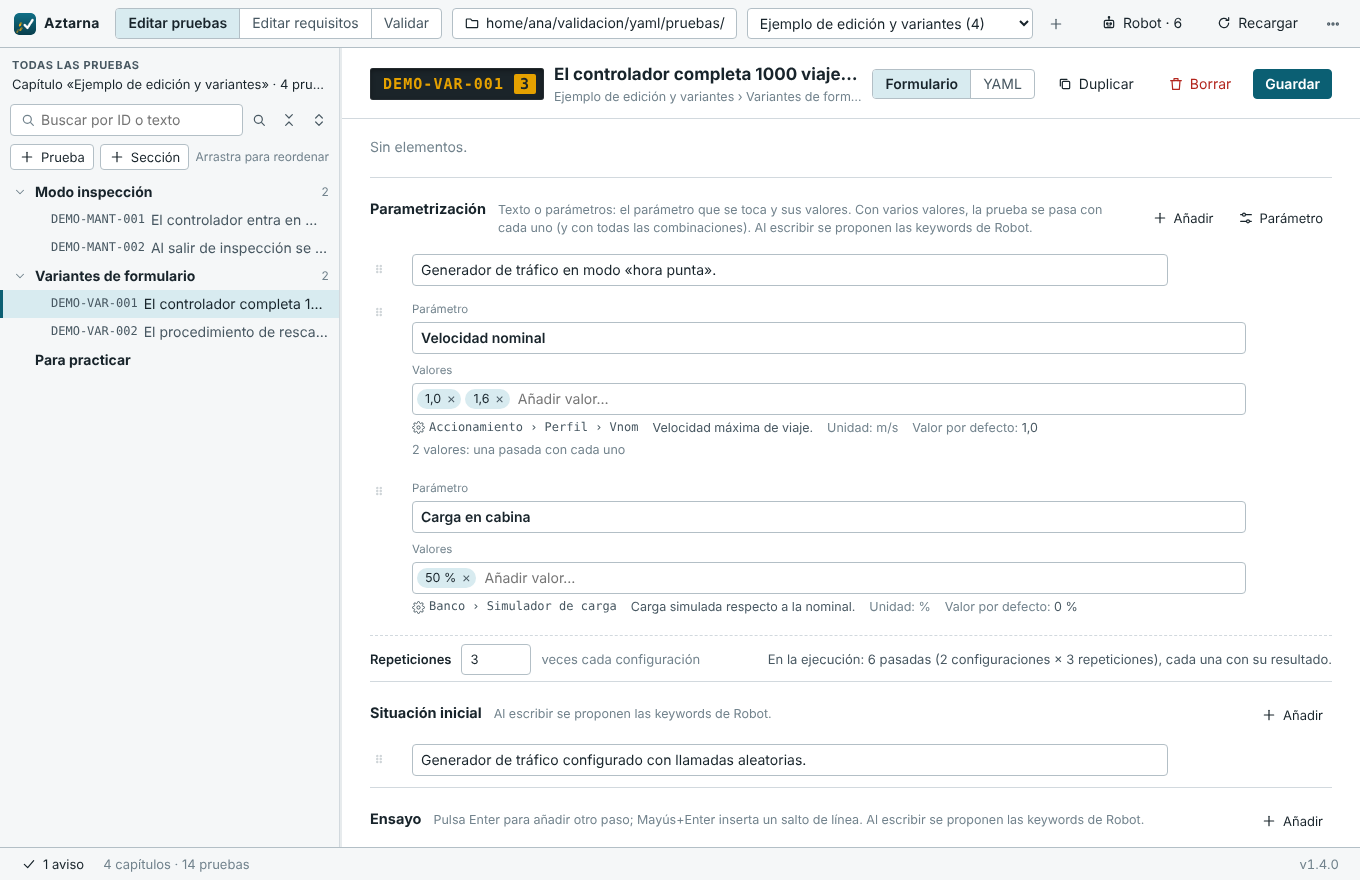 Aztarna
Editar pruebas
Editar requisitos
Validar
home/ana/validacion/yaml/pruebas/
Ejemplo de edición y variantes (4)
Robot · 6
Recargar
TODAS LAS PRUEBAS
Capítulo «Ejemplo de edición y variantes» · 4 pru...
Buscar por ID o texto
Prueba
Sección
Arrastra para reordenar
Modo inspección 2
DEMO-MANT-001 El controlador entra en ...
DEMO-MANT-002 Al salir de inspección se ...
Variantes de formulario 2
DEMO-VAR-001 El controlador completa 1...
DEMO-VAR-002 El procedimiento de resca...
Para practicar
DEMO-VAR-001 3
El controlador completa 1000 viaje...
Ejemplo de edición y variantes › Variantes de form...
Formulario
YAML
Duplicar
Borrar
Guardar
Sin elementos.
Parametrización
Texto o parámetros: el parámetro que se toca y sus valores. Con varios valores, la prueba se pasa con
cada uno (y con todas las combinaciones). Al escribir se proponen las keywords de Robot.
Añadir
Parámetro
Generador de tráfico en modo «hora punta».
Parámetro
Velocidad nominal
Valores
1,0 × 1,6 × Añadir valor...
Accionamiento › Perfil › Vnom Velocidad máxima de viaje. Unidad: m/s Valor por defecto: 1,0
2 valores: una pasada con cada uno
Parámetro
Carga en cabina
Valores
50 % × Añadir valor...
Banco › Simulador de carga Carga simulada respecto a la nominal. Unidad: % Valor por defecto: 0 %
Repeticiones 3 veces cada configuración En la ejecución: 6 pasadas (2 configuraciones × 3 repeticiones), cada una con su resultado.
Situación inicial Al escribir se proponen las keywords de Robot.
Añadir
Generador de tráfico configurado con llamadas aleatorias.
Ensayo Pulsa Enter para añadir otro paso; Mayús+Enter inserta un salto de línea. Al escribir se proponen las keywords de Robot.
Añadir
1 aviso 4 capítulos · 14 pruebas
v1.4.0